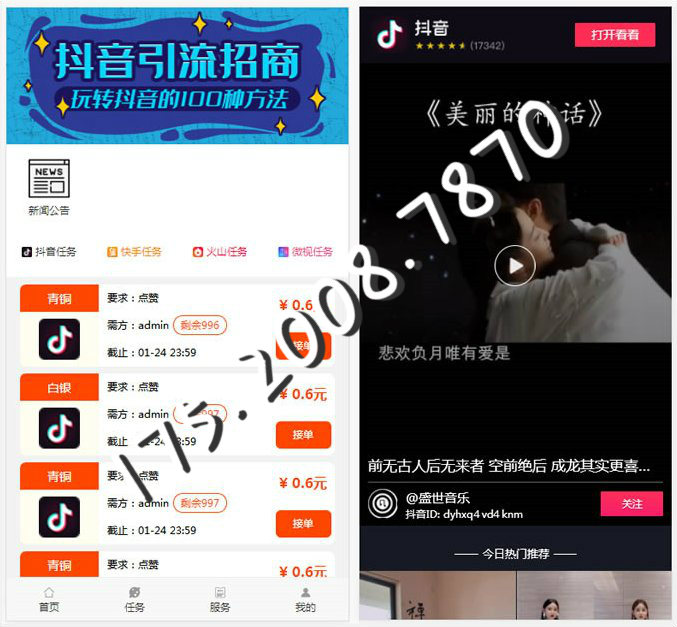 抖音引流招商
玩转抖音的100种方法
NEWS
新闻公告
抖音任务
快手任务
火山任务
微视任务
青铜
要求：点赞
¥ 0.6
需方：admin
剩余996
截止：01-24 23:59
接单
白银
要求：点赞
¥ 0.6元
需方：admin
截止：01-24
接单
青铜
¥ 0.6元
需方：admin
剩余997
截止：01-24 23:59
接单
青铜
要求：点赞
¥ 0.6元
首页
任务
服务
我的
抖音
(17342)
打开看看
《美丽的神话》
悲欢负月唯有爱是
前无古人后无来者 空前绝后 成龙其实更喜...
@盛世音乐
抖音ID: dyhxq4vd4knm
关注
—— 今日热门推荐 ——
175.2008.7870